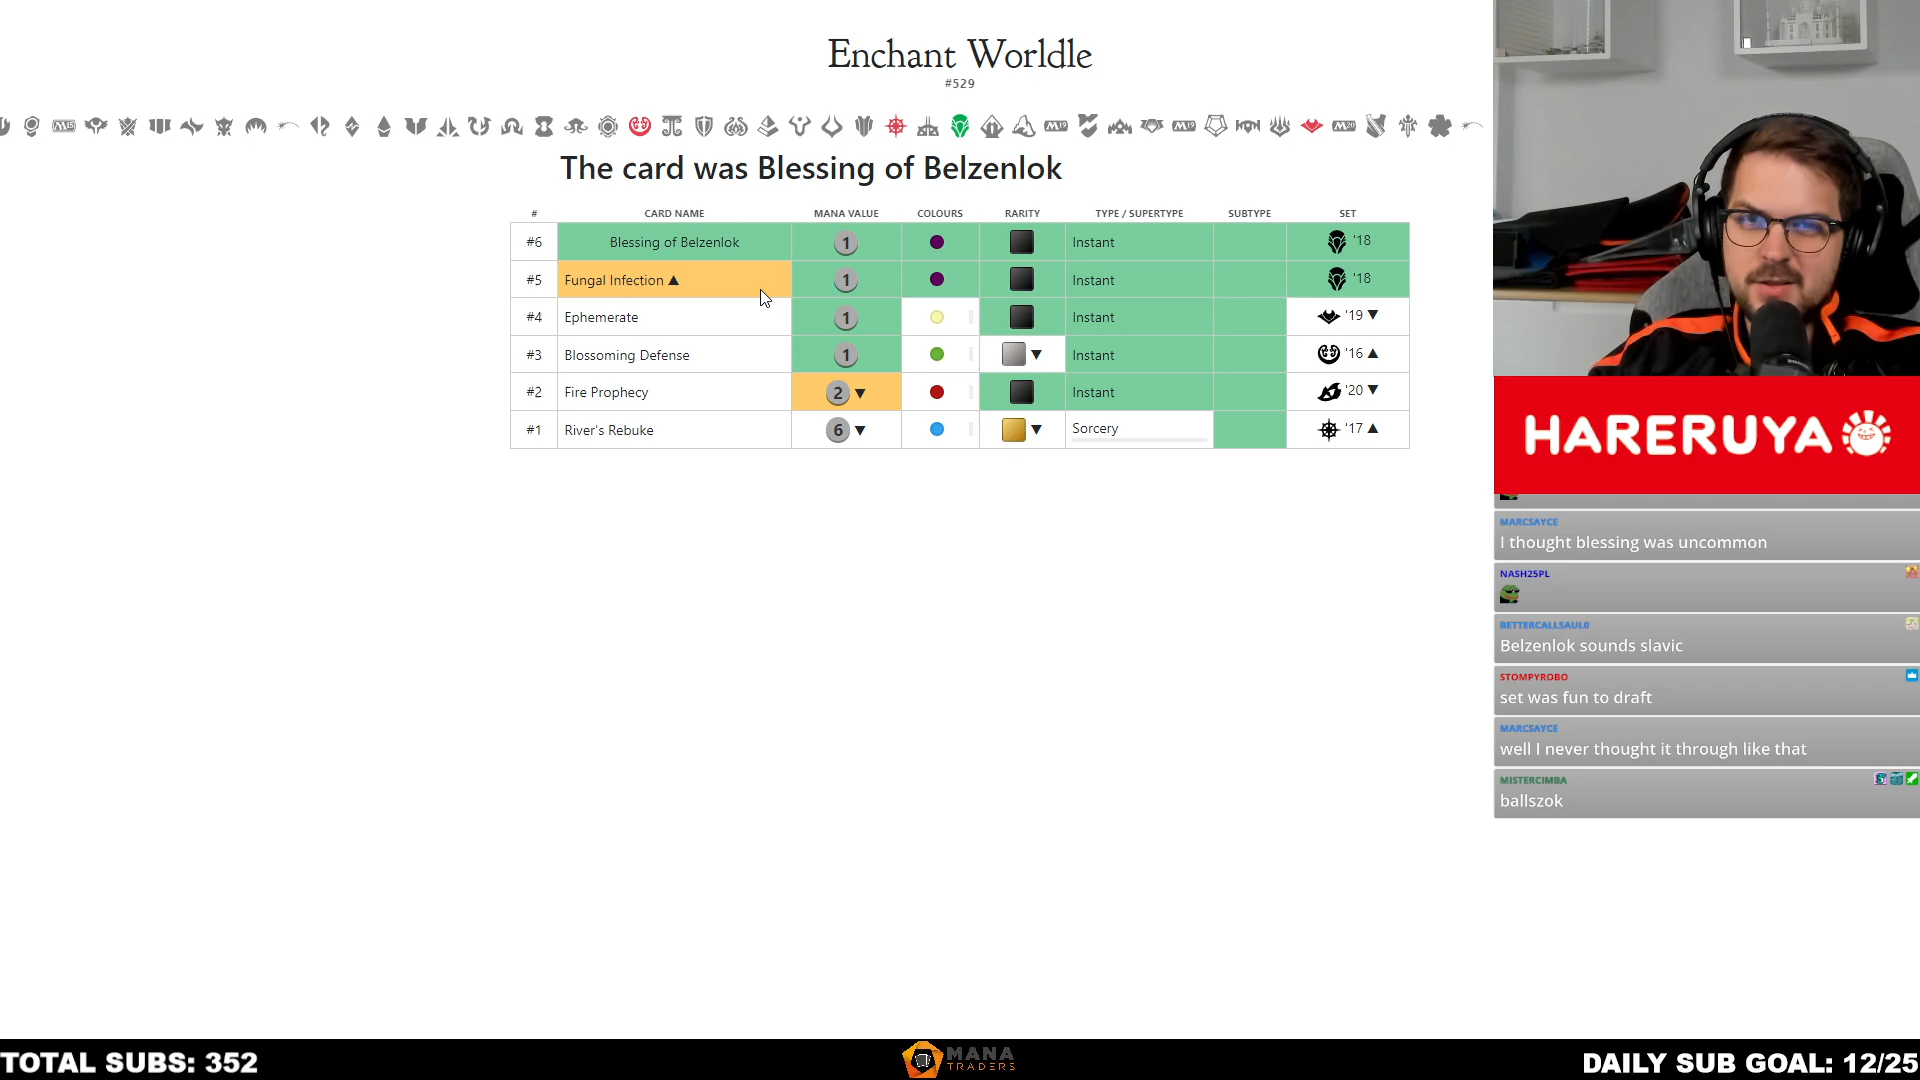 Enchant Worldle
#529
The card was Blessing of Belzenlok
# CARD NAME MANA VALUE COLOURS RARITY TYPE / SUPERTYPE SUBTYPE SET
#6 Blessing of Belzenlok 1 Instant '18
#5 Fungal Infection ▲ 1 Instant '18
#4 Ephemerate 1 Instant '19 ▼
#3 Blossoming Defense 1 ▼ Instant '16 ▲
#2 Fire Prophecy 2 ▼ Instant '20 ▼
#1 River's Rebuke 6 ▼ ▼ Sorcery '17 ▲
HARERUYA
MARCSAYCE
I thought blessing was uncommon
NASH25PL
BETTERCALLSAUL0
Belzenlok sounds slavic
STOMPYROBO
set was fun to draft
MARCSAYCE
well I never thought it through like that
MISTERCIMBA
ballszok
TOTAL SUBS: 352
MANA
TRADERS
DAILY SUB GOAL: 12/25